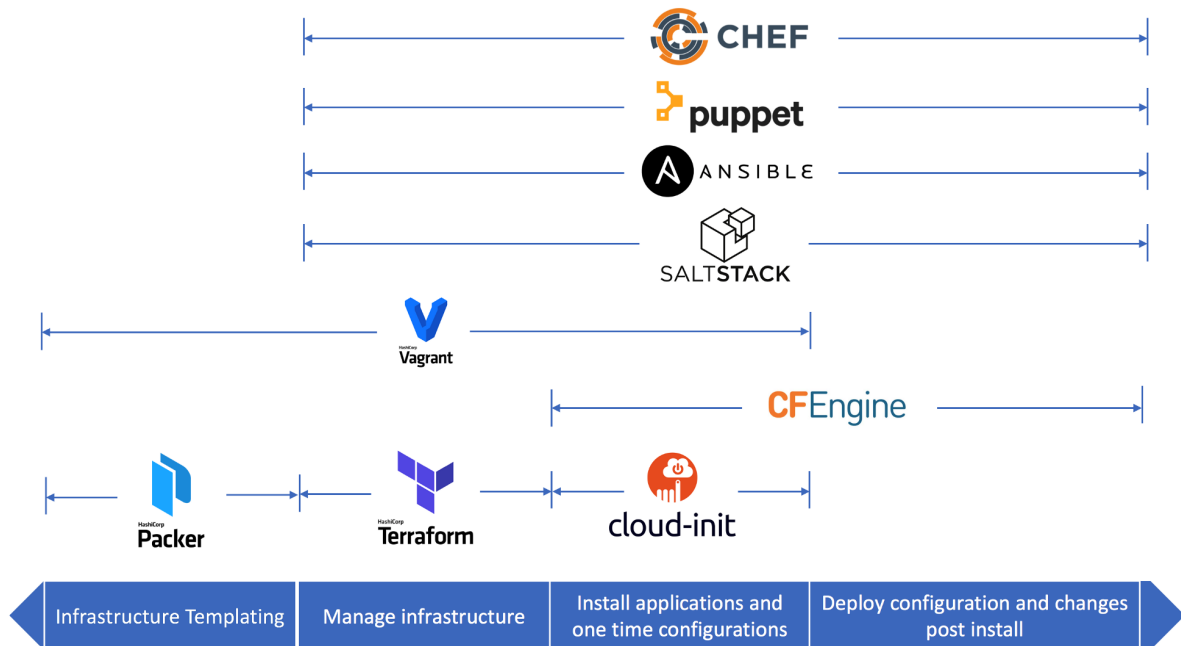 CHEF
puppet
ANSIBLE
SALTSTACK
HashiCorp
Vagrant
CFEngine
HashiCorp
Packer
HashiCorp
Terraform
cloud-init
Infrastructure Templating
Manage infrastructure
Install applications and
one time configurations
Deploy configuration and changes
post install